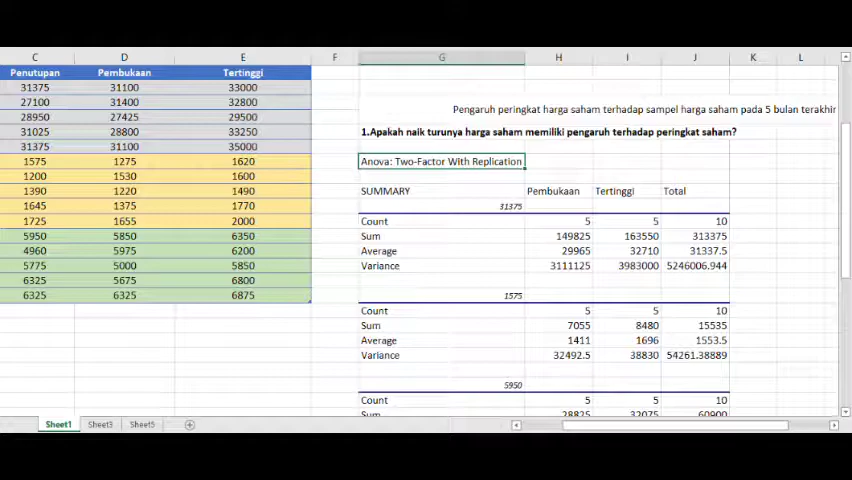 C D E F G H I J K L
Penutupan Pembukaan Tertinggi
31375 31100 33000
27100 31400 32800
28950 27425 29500
Pengaruh peringkat harga saham terhadap sampel harga saham pada 5 bulan terakhir
31025 28800 33250
1.Apakah naik turunya harga saham memiliki pengaruh terhadap peringkat saham?
31375 31100 35000
1575 1275 1620 Anova: Two-Factor With Replication
1200 1530 1600
1390 1220 1490 SUMMARY Pembukaan Tertinggi Total
1645 1375 1770 31375
1725 1655 2000 Count 5 5 10
5950 5850 6350 Sum 149825 163550 313375
4960 5975 6200 Average 29965 32710 31337.5
5775 5000 5850 Variance 3111125 3983000 5246006.944
6325 5675 6800
6325 6325 6875 1575
Count 5 5 10
Sum 7055 8480 15535
Average 1411 1696 1553.5
Variance 32492.5 38830 54261.38889
5950
Count 5 5 10
Sum 28825 32075 60900
Sheet1 Sheet3 Sheet5